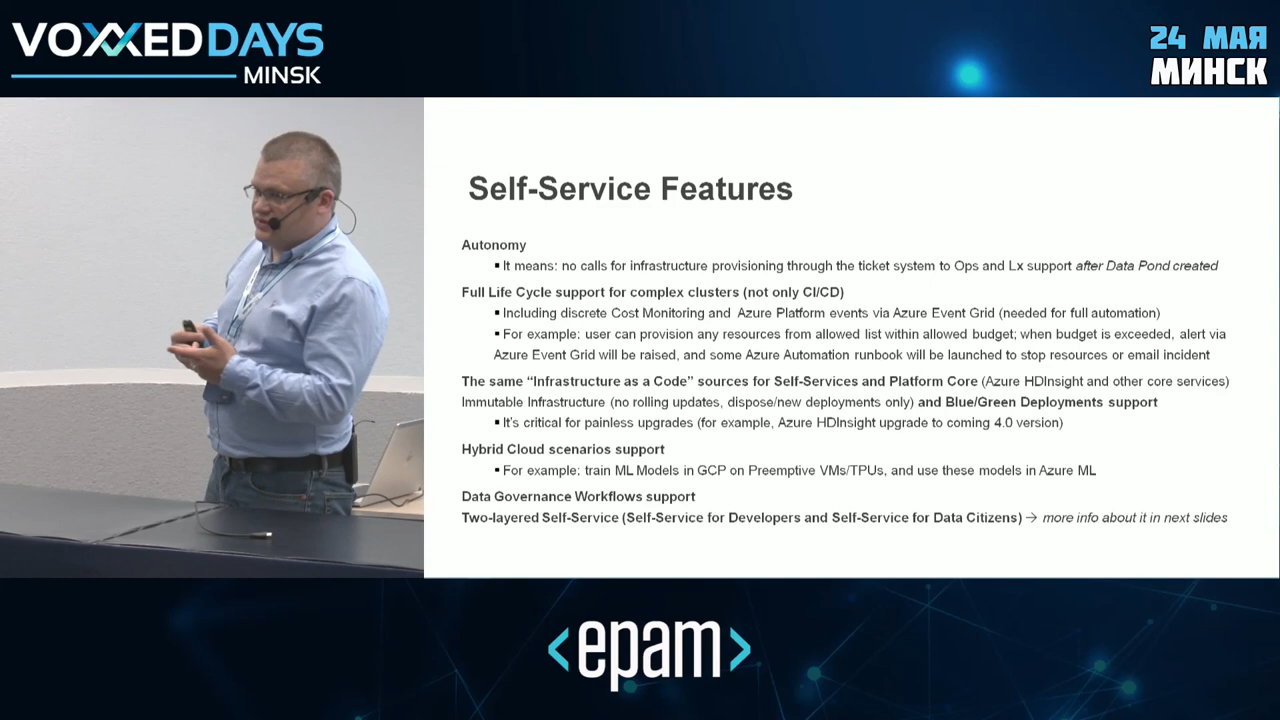 VOXXED DAYS
MINSK
24 МАЯ
МИНСК
Self-Service Features
Autonomy
▪ It means: no calls for infrastructure provisioning through the ticket system to Ops and Lx support after Data Pond created
Full Life Cycle support for complex clusters (not only CI/CD)
▪ Including discrete Cost Monitoring and Azure Platform events via Azure Event Grid (needed for full automation)
▪ For example: user can provision any resources from allowed list within allowed budget; when budget is exceeded, alert via
Azure Event Grid will be raised, and some Azure Automation runbook will be launched to stop resources or email incident
The same “Infrastructure as a Code” sources for Self-Services and Platform Core (Azure HDInsight and other core services)
Immutable Infrastructure (no rolling updates, dispose/new deployments only) and Blue/Green Deployments support
▪ It’s critical for painless upgrades (for example, Azure HDInsight upgrade to coming 4.0 version)
Hybrid Cloud scenarios support
▪ For example: train ML Models in GCP on Preemptive VMs/TPUs, and use these models in Azure ML
Data Governance Workflows support
Two-layered Self-Service (Self-Service for Developers and Self-Service for Data Citizens) → more info about it in next slides
<epam>